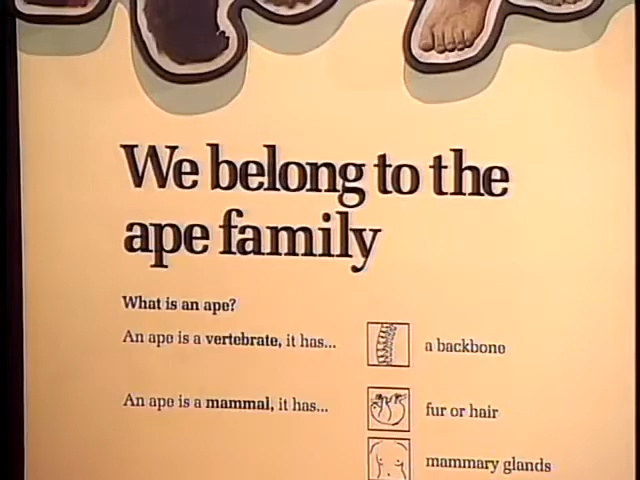 We belong to the
ape family
What is an ape?
An ape is a vertebrate, it has...
a backbone
An ape is a mammal, it has...
fur or hair
mammary glands